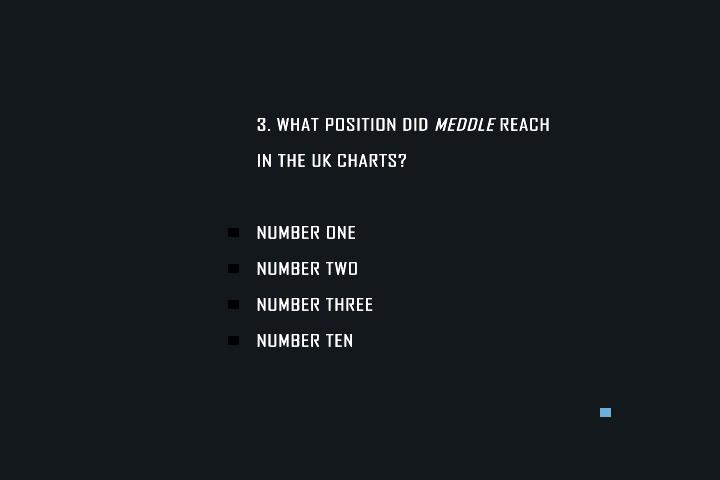 3. WHAT POSITION DID MEDDLE REACH
IN THE UK CHARTS?
NUMBER ONE
NUMBER TWO
NUMBER THREE
NUMBER TEN